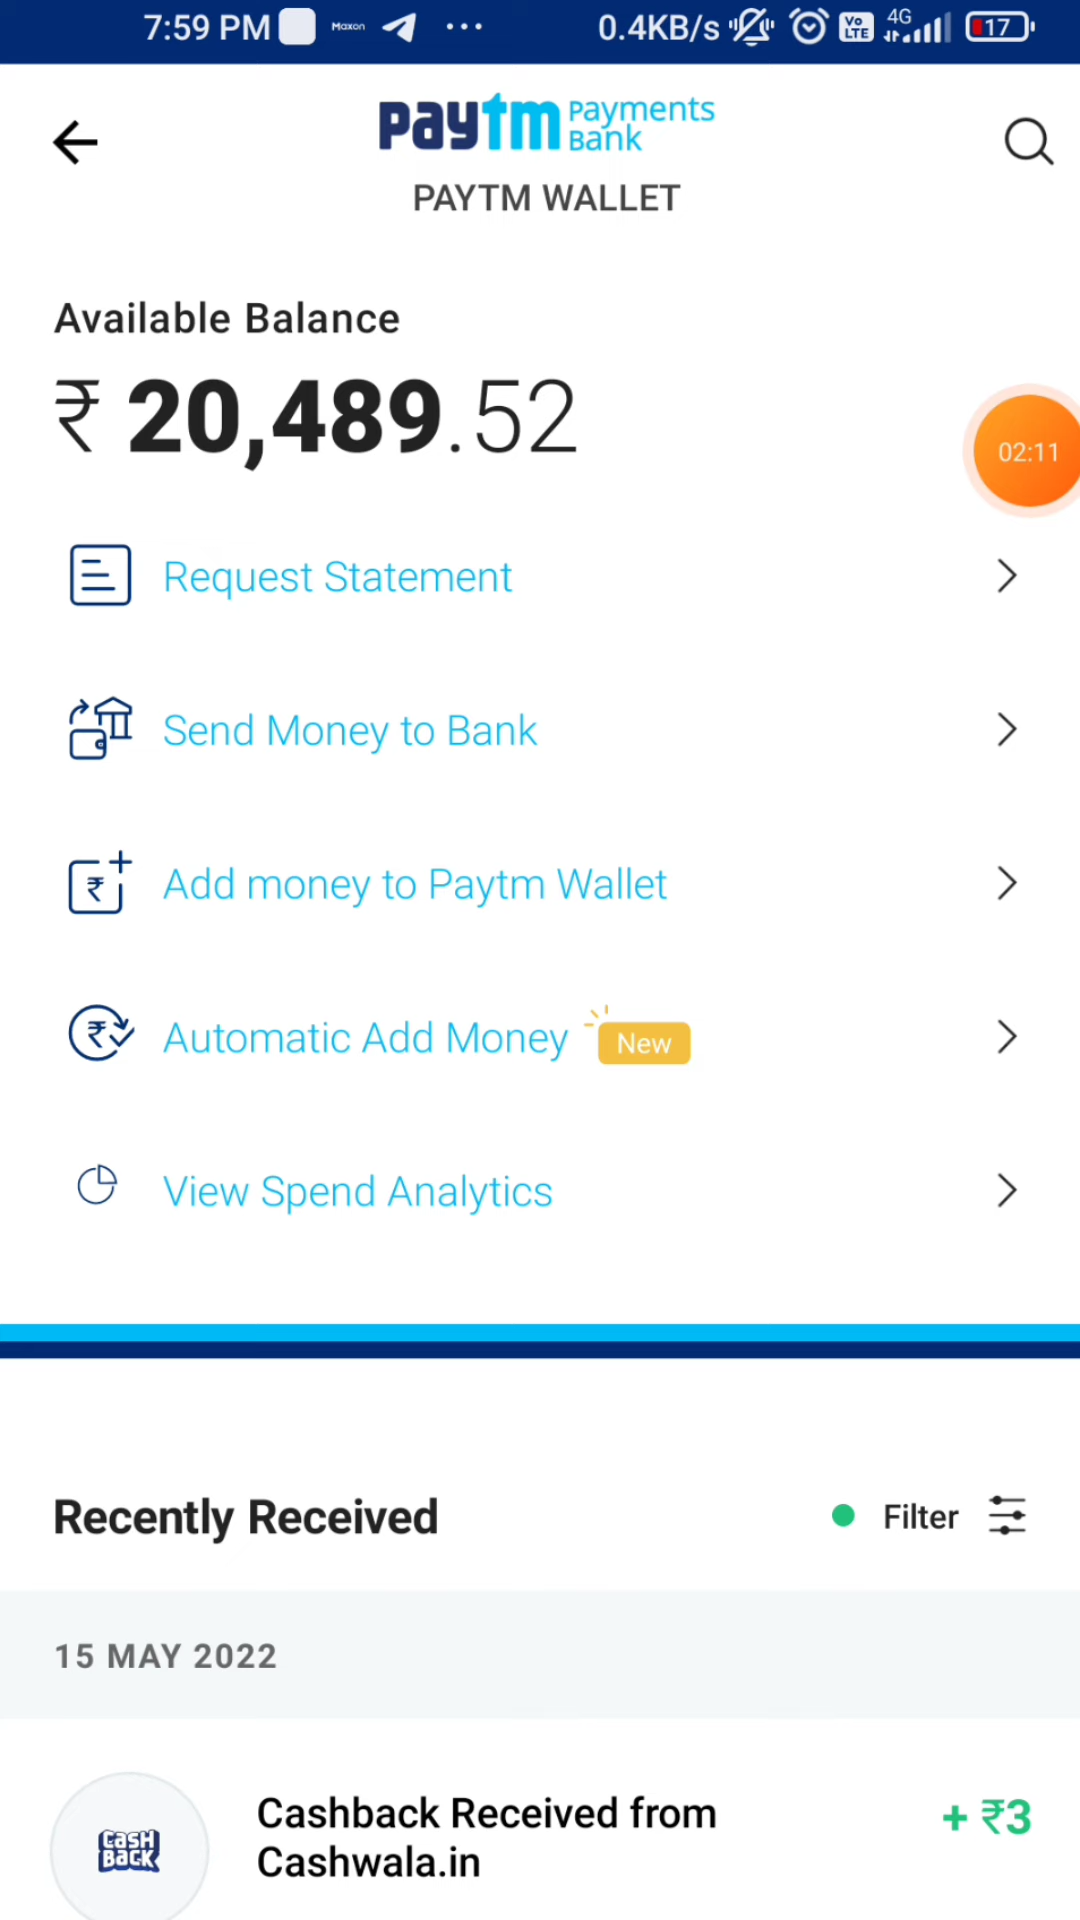 7:59 PM Maxon ... 0.4KB/s Vo LTE 4G 17
paytm Payments Bank
PAYTM WALLET
Available Balance
₹ 20,489.52
02:11
Request Statement
Send Money to Bank
₹ Add money to Paytm Wallet
₹ Automatic Add Money New
View Spend Analytics
Recently Received Filter
15 MAY 2022
CASH BACK
Cashback Received from + ₹3
Cashwala.in